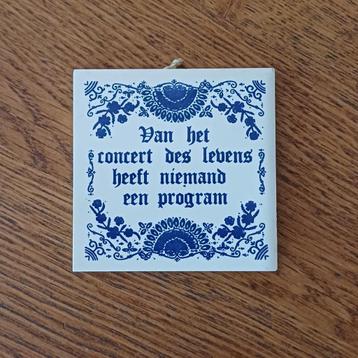 Van het
concert des levens
heeft niemand
een program